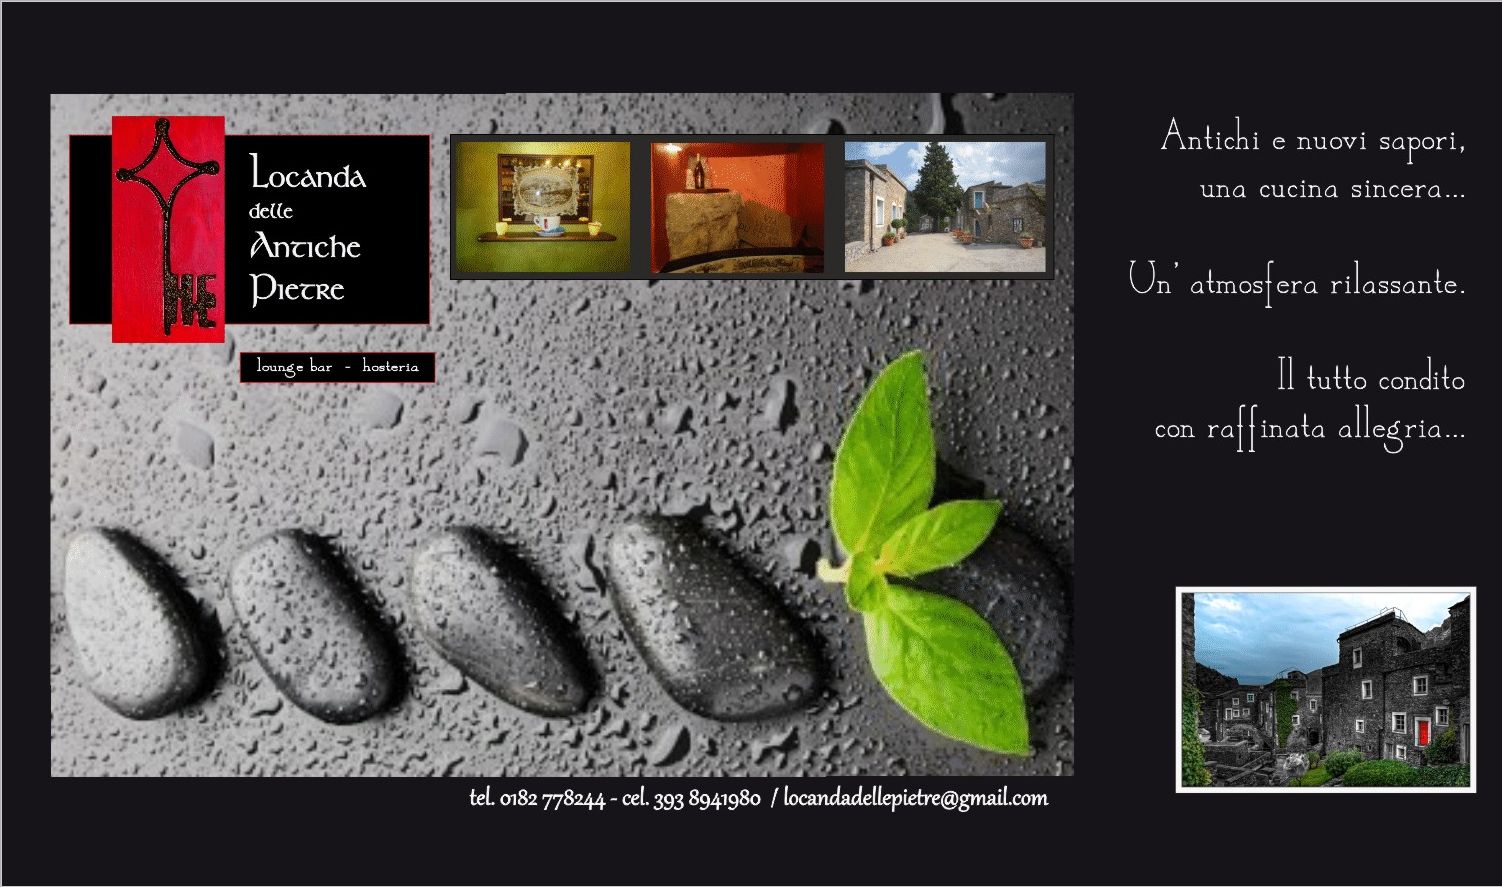 Locanda
delle
Antiche
Pietre
lounge bar - hosteria
Antichi e nuovi sapori,
una cucina sincera...
Un' atmosfera rilassante.
Il tutto condito
con raffinata allegria...
tel. 0182 778244 - cel. 393 8941980 / locandadellepietre@gmail.com